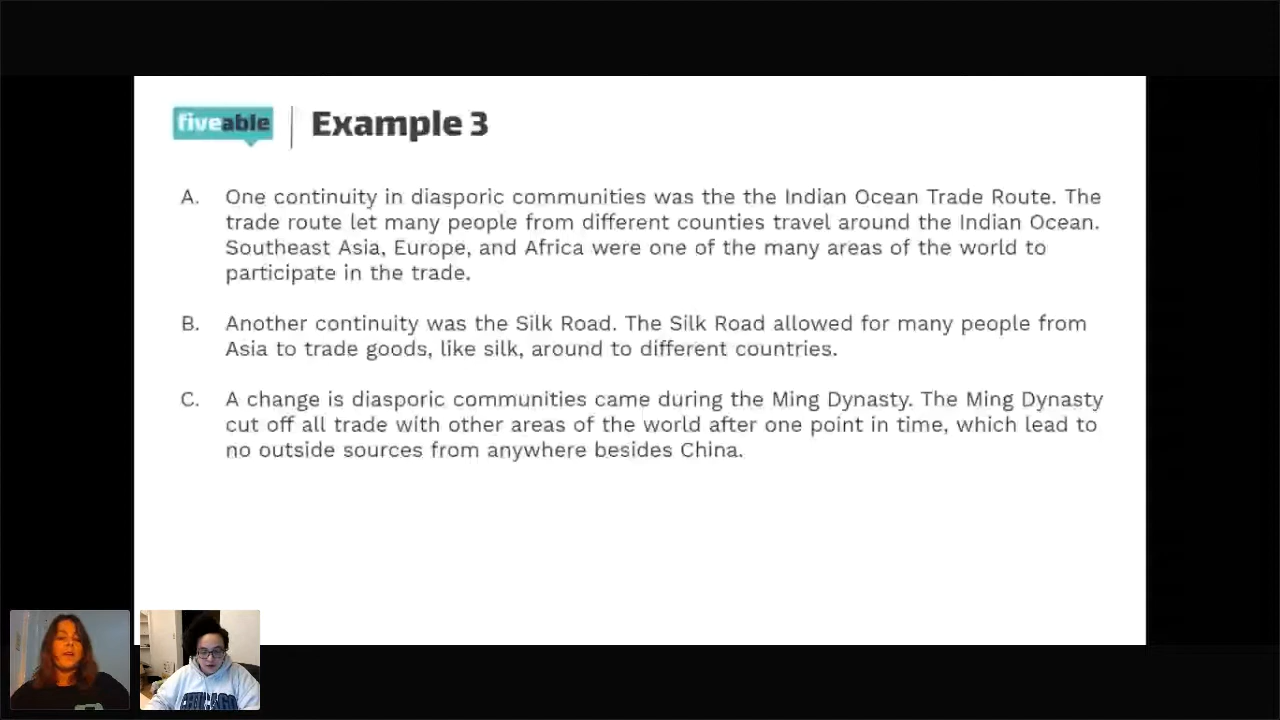 fiveable
Example 3
A. One continuity in diasporic communities was the the Indian Ocean Trade Route. The
trade route let many people from different counties travel around the Indian Ocean.
Southeast Asia, Europe, and Africa were one of the many areas of the world to
participate in the trade.
B. Another continuity was the Silk Road. The Silk Road allowed for many people from
Asia to trade goods, like silk, around to different countries.
C. A change is diasporic communities came during the Ming Dynasty. The Ming Dynasty
cut off all trade with other areas of the world after one point in time, which lead to
no outside sources from anywhere besides China.